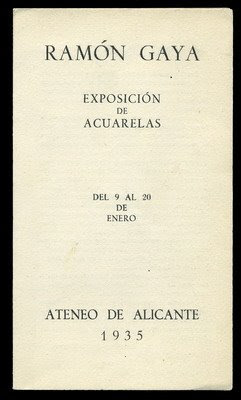 RAMÓN GAYA
EXPOSICIÓN
DE
ACUARELAS
DEL 9 AL 20
DE
ENERO
ATENEO DE ALICANTE
1935